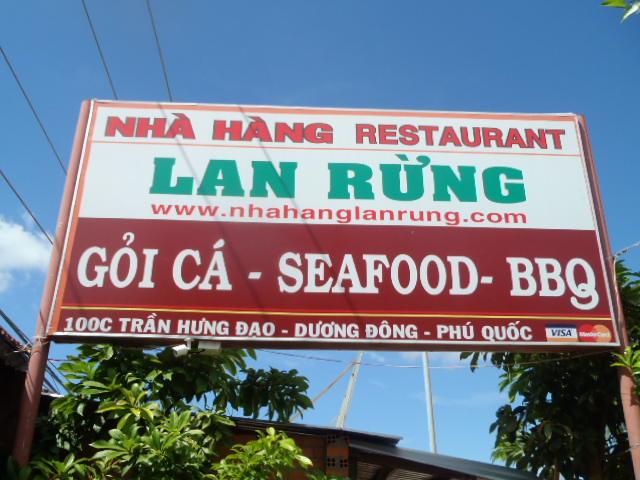 NHÀ HÀNG RESTAURANT
LAN RỪNG
www.nhahanglanrung.com
GỎI CÁ - SEAFOOD- BBQ
100C TRẦN HƯNG ĐẠO - DƯƠNG ĐÔNG - PHÚ QUỐC VISA MasterCard